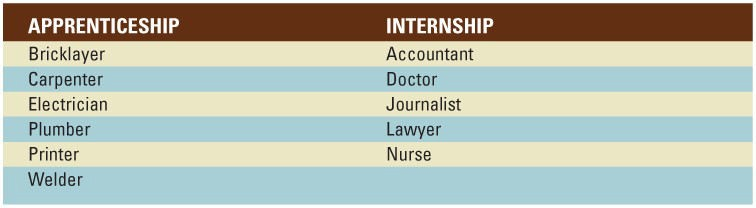 APPRENTICESHIP INTERNSHIP
Bricklayer Accountant
Carpenter Doctor
Electrician Journalist
Plumber Lawyer
Printer Nurse
Welder